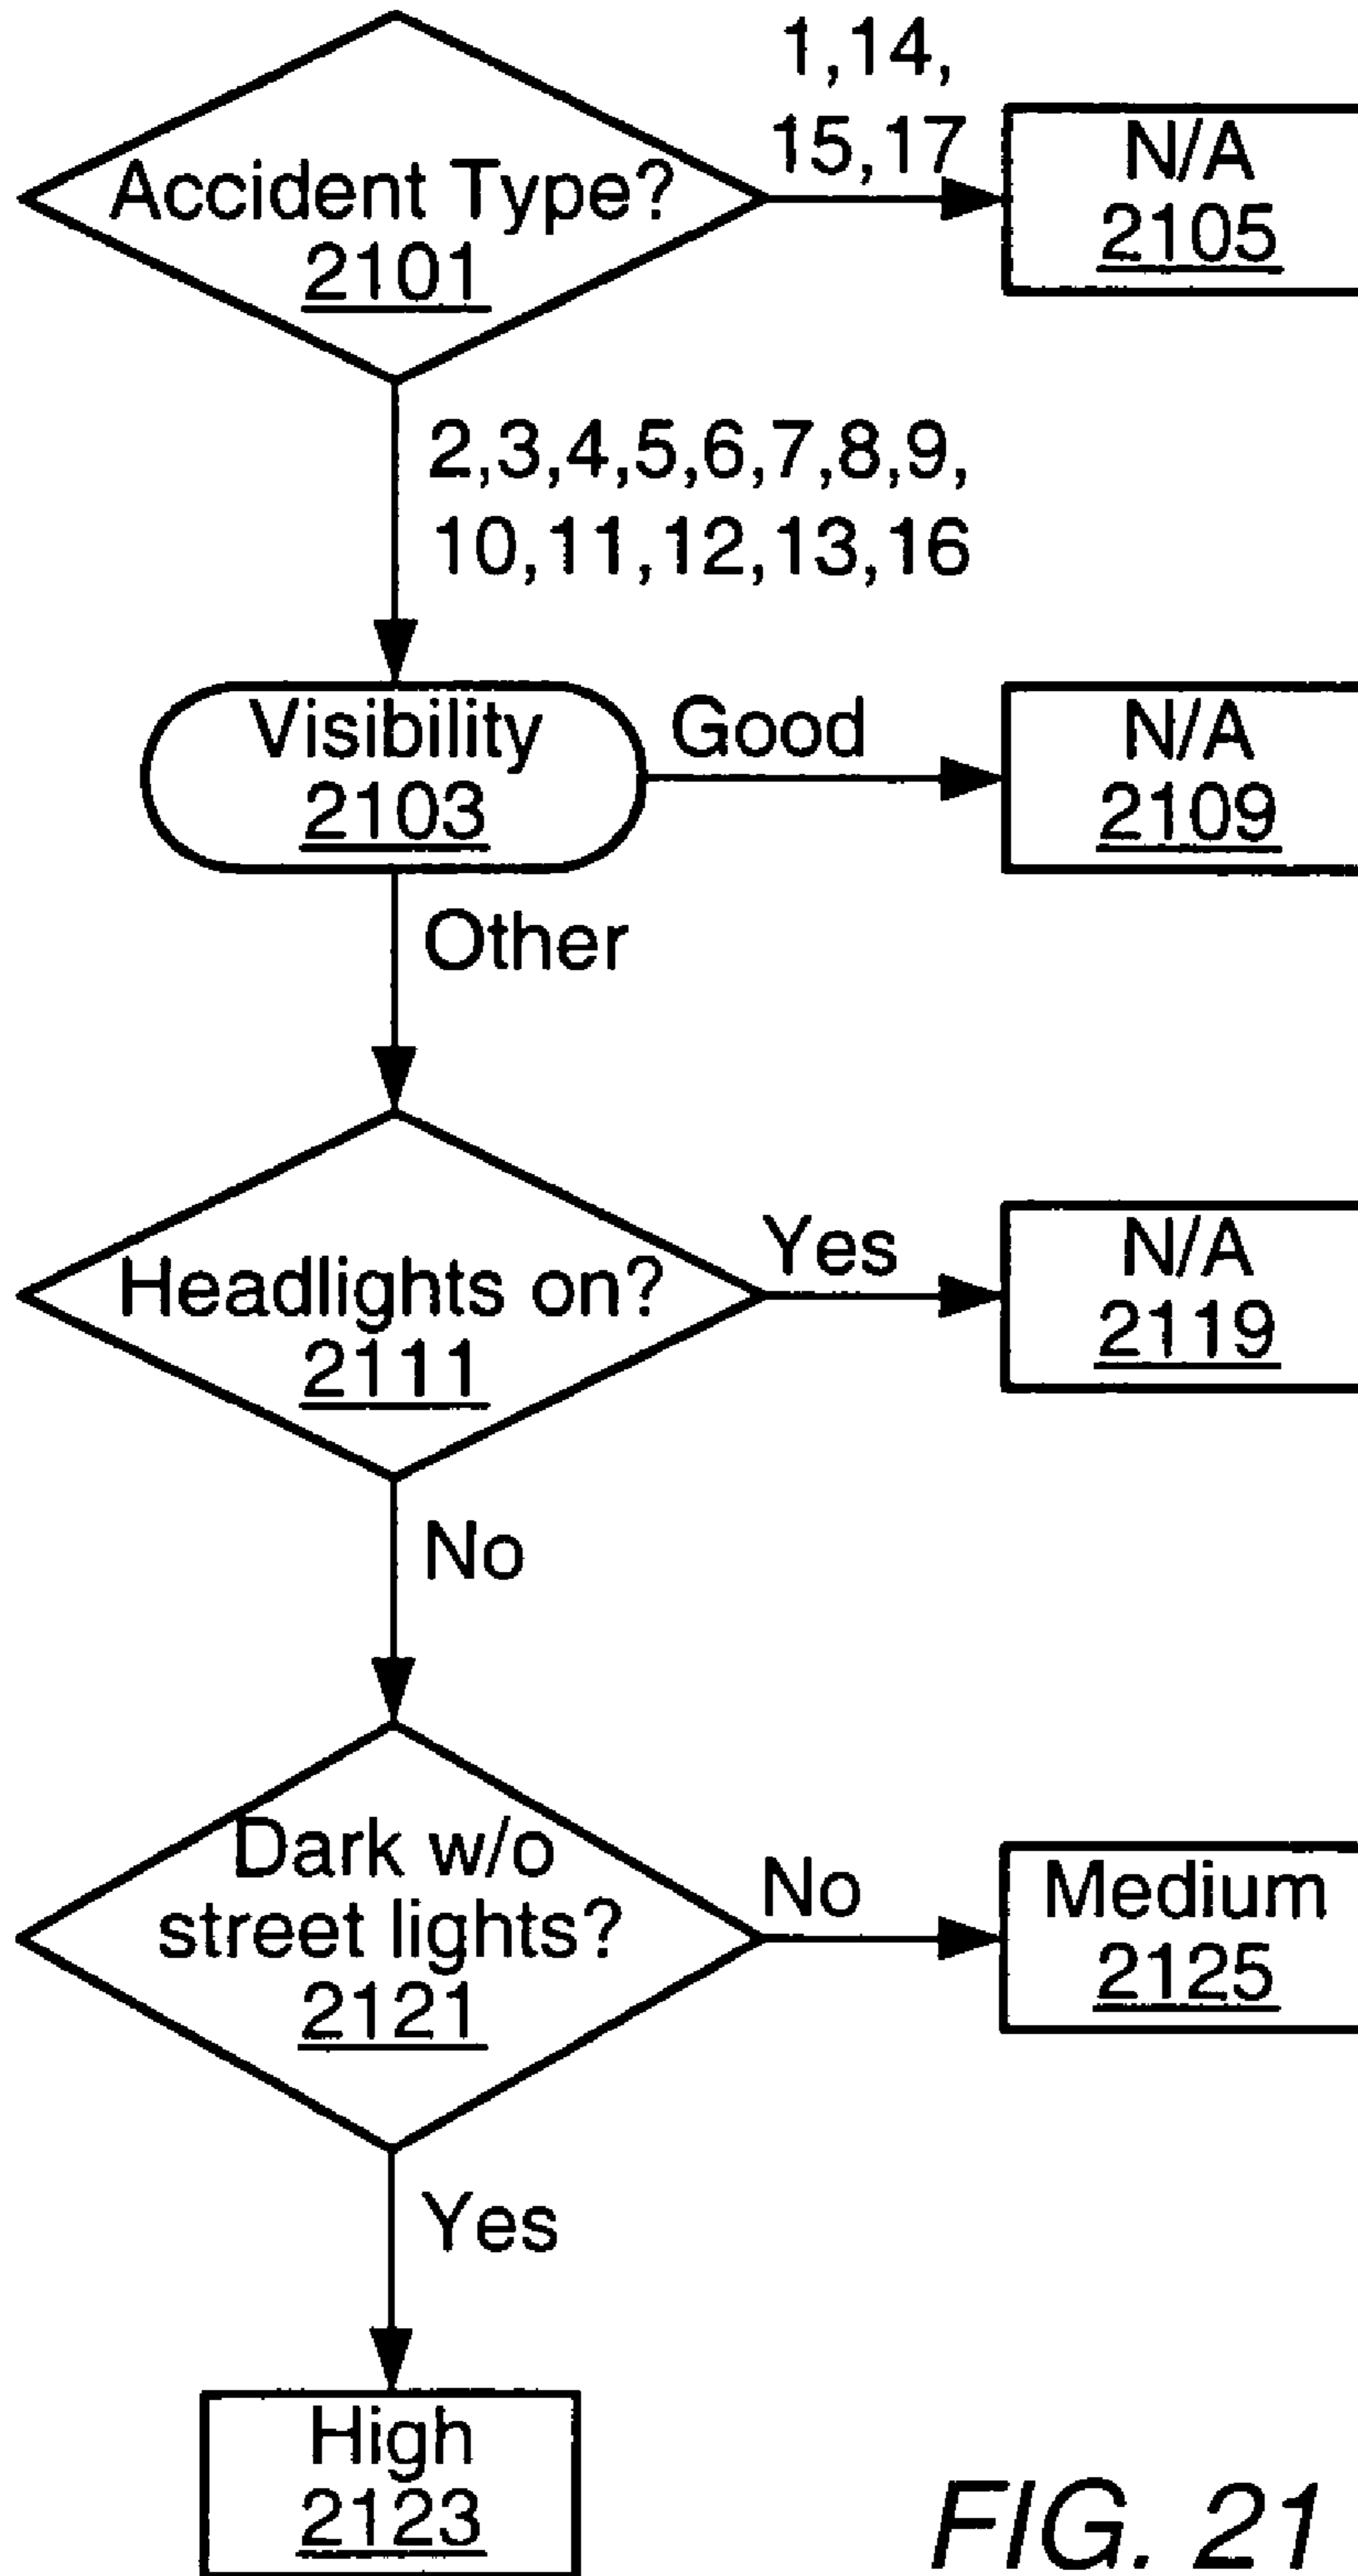 1,14,
15,17
Accident Type?
2101
N/A
2105
2,3,4,5,6,7,8,9,
10,11,12,13,16
Visibility
2103
Good
N/A
2109
Other
Headlights on?
2111
Yes
N/A
2119
No
Dark w/o
street lights?
2121
No
Medium
2125
Yes
High
2123
FIG. 21